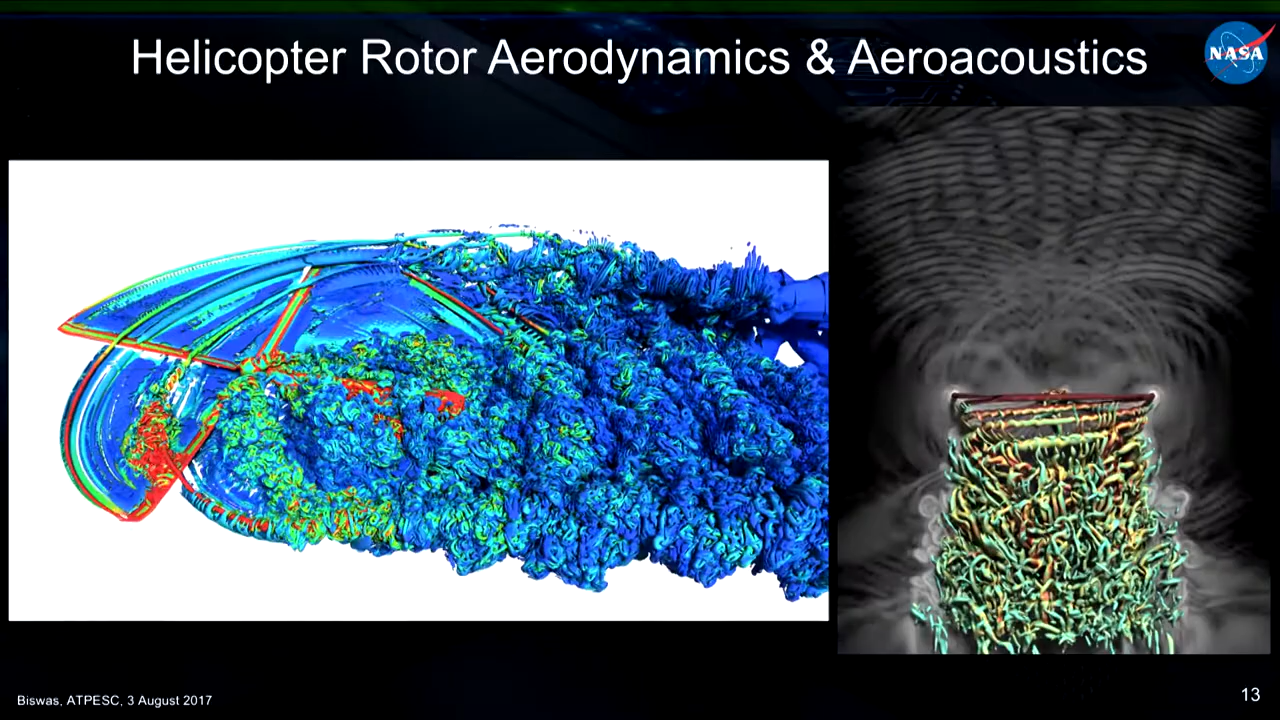 Helicopter Rotor Aerodynamics & Aeroacoustics
NASA
Biswas, ATPESC, 3 August 2017
13